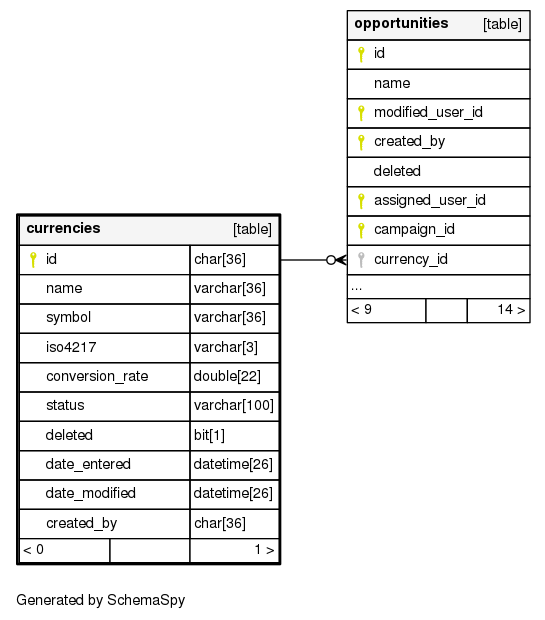 opportunities [table]
id
name
modified_user_id
created_by
deleted
assigned_user_id
campaign_id
currency_id
...
< 9 14 >
currencies [table]
id char[36]
name varchar[36]
symbol varchar[36]
iso4217 varchar[3]
conversion_rate double[22]
status varchar[100]
deleted bit[1]
date_entered datetime[26]
date_modified datetime[26]
created_by char[36]
< 0 1 >
Generated by SchemaSpy